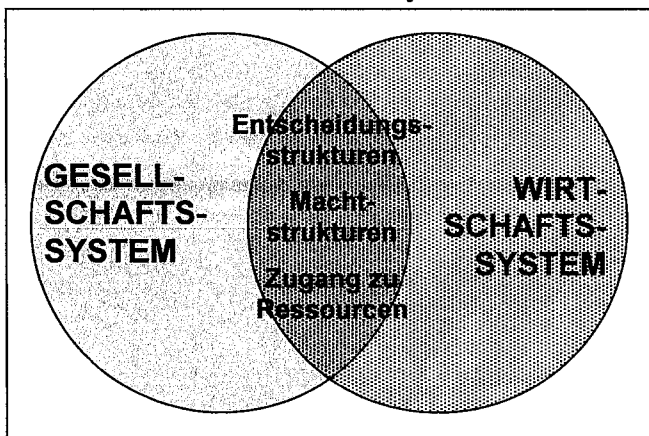 GESELL-
SCHAFTS-
SYSTEM
Entscheidungs-
strukturen
Macht-
strukturen
Zugang zu
Ressourcen
WIRT-
SCHAFTS-
SYSTEM